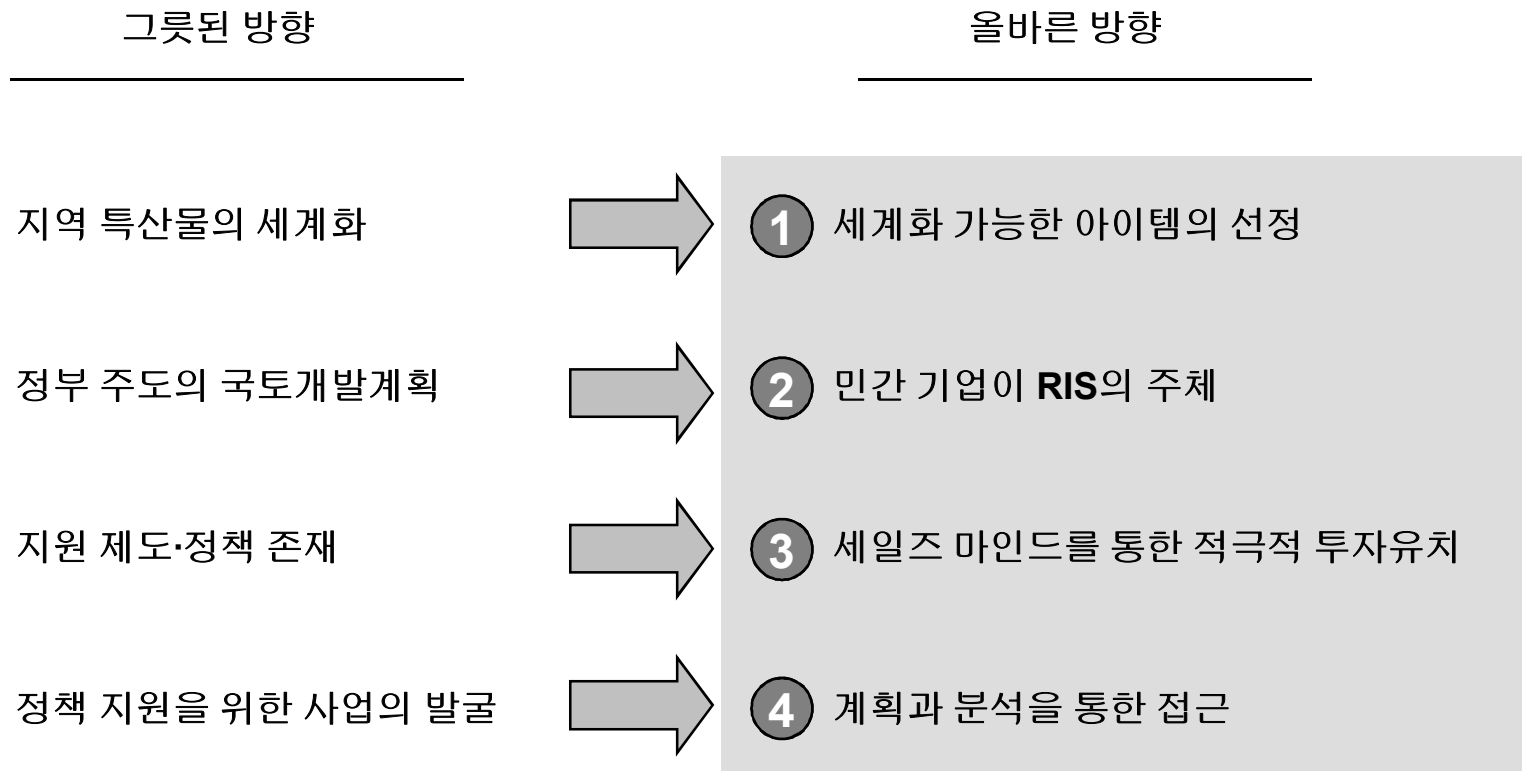 그릇된 방향
올바른 방향
지역 특산물의 세계화
1 세계화 가능한 아이템의 선정
정부 주도의 국토개발계획
2 민간 기업이 RIS의 주체
지원 제도·정책 존재
3 세일즈 마인드를 통한 적극적 투자유치
정책 지원을 위한 사업의 발굴
4 계획과 분석을 통한 접근